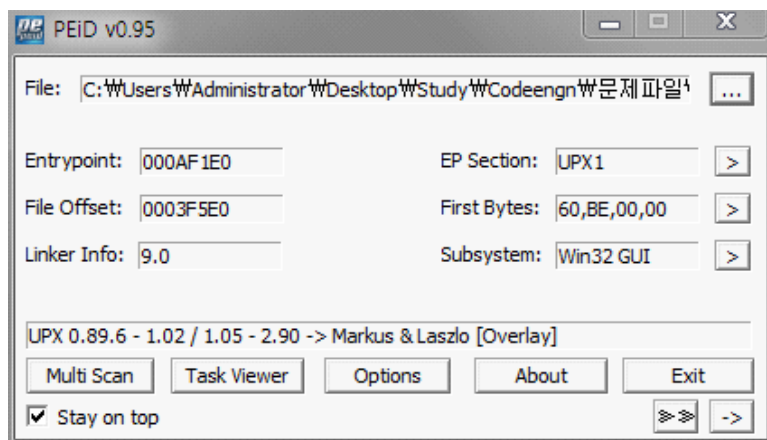 PEiD v0.95
File: C:₩Users₩Administrator₩Desktop₩Study₩Codeengn₩문제파일₩ ...
Entrypoint: 000AF1E0 EP Section: UPX1 >
File Offset: 0003F5E0 First Bytes: 60,BE,00,00 >
Linker Info: 9.0 Subsystem: Win32 GUI >
UPX 0.89.6 - 1.02 / 1.05 - 2.90 -> Markus & Laszlo [Overlay]
Multi Scan Task Viewer Options About Exit
Stay on top >> ->